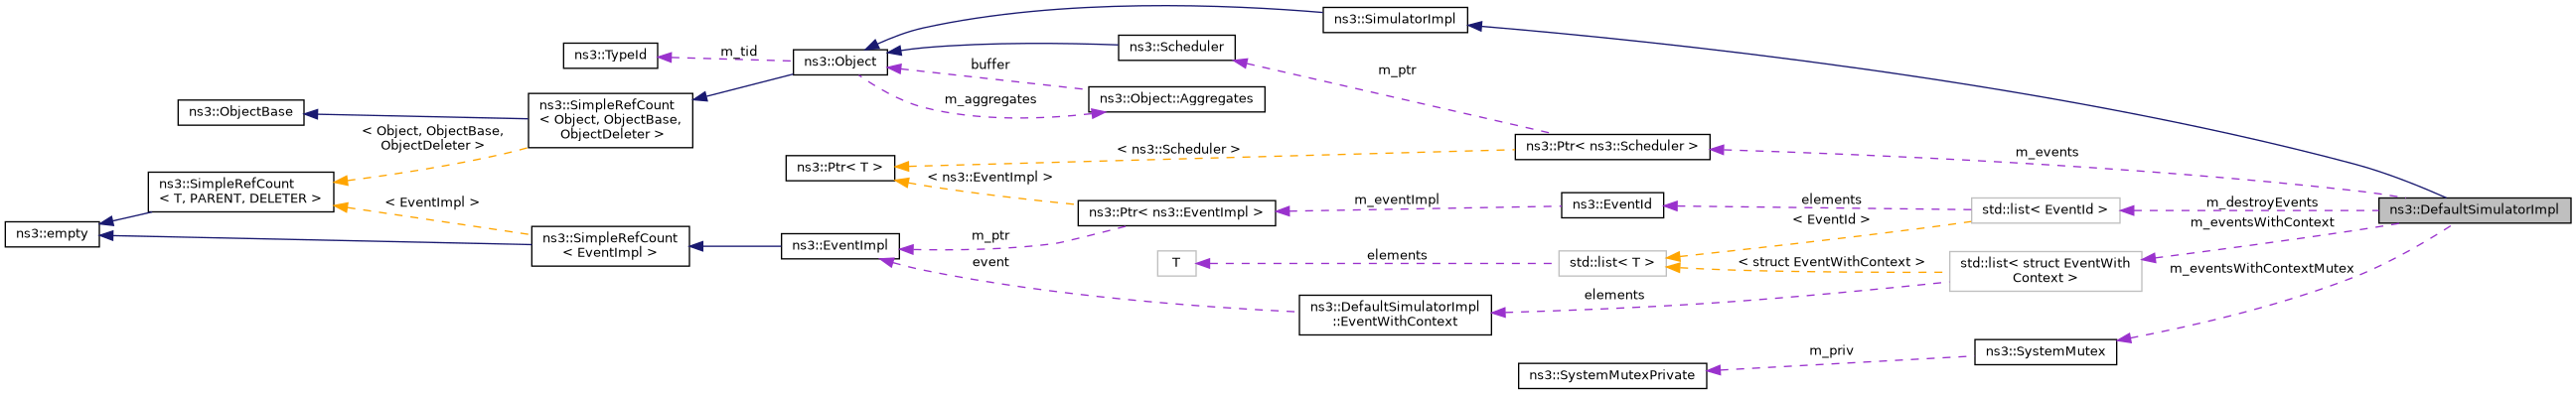 ns3::SimulatorImpl
ns3::Scheduler
ns3::TypeId
m_tid
ns3::Object
buffer
m_ptr
ns3::Object::Aggregates
m_aggregates
ns3::ObjectBase
ns3::SimpleRefCount
< Object, ObjectBase,
ObjectDeleter >
< Object, ObjectBase,
ObjectDeleter >
ns3::Ptr< ns3::Scheduler >
m_events
< ns3::Scheduler >
ns3::Ptr< T >
< ns3::EventImpl >
ns3::SimpleRefCount
< T, PARENT, DELETER >
< EventImpl >
ns3::Ptr< ns3::EventImpl >
m_eventImpl
ns3::EventId
elements
std::list< EventId >
m_destroyEvents
ns3::DefaultSimulatorImpl
< EventId >
m_eventsWithContext
ns3::empty
ns3::SimpleRefCount
< EventImpl >
ns3::EventImpl
m_ptr
event
T
elements
std::list< T >
< struct EventWithContext >
std::list< struct EventWith
Context >
m_eventsWithContextMutex
elements
ns3::DefaultSimulatorImpl
::EventWithContext
ns3::SystemMutex
m_priv
ns3::SystemMutexPrivate